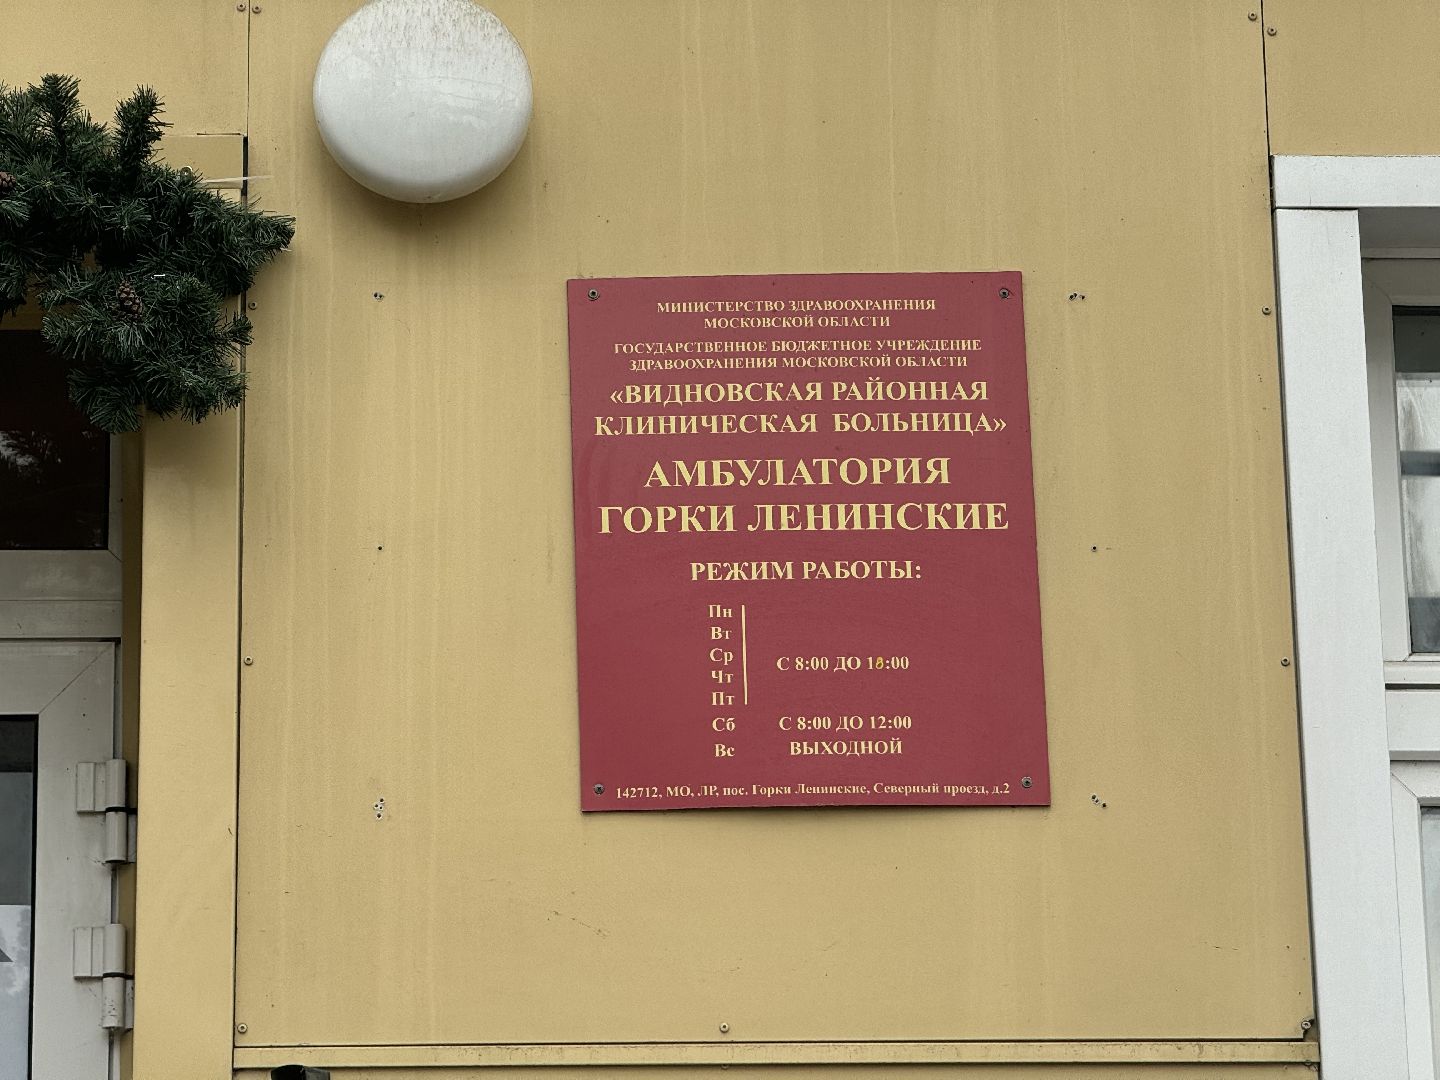 МИНИСТЕРСТВО ЗДРАВООХРАНЕНИЯ
МОСКОВСКОЙ ОБЛАСТИ
ГОСУДАРСТВЕННОЕ БЮДЖЕТНОЕ УЧРЕЖДЕНИЕ
ЗДРАВООХРАНЕНИЯ МОСКОВСКОЙ ОБЛАСТИ
«ВИДНОВСКАЯ РАЙОННАЯ
КЛИНИЧЕСКАЯ БОЛЬНИЦА»
АМБУЛАТОРИЯ
ГОРКИ ЛЕНИНСКИЕ
РЕЖИМ РАБОТЫ:
Пн
Вт
Ср
С 8:00 ДО 18:00
Чт
Пт
Сб С 8:00 ДО 12:00
Вс ВЫХОДНОЙ
142712, МО, ЛР, пос. Горки Ленинские, Северный проезд, д.2